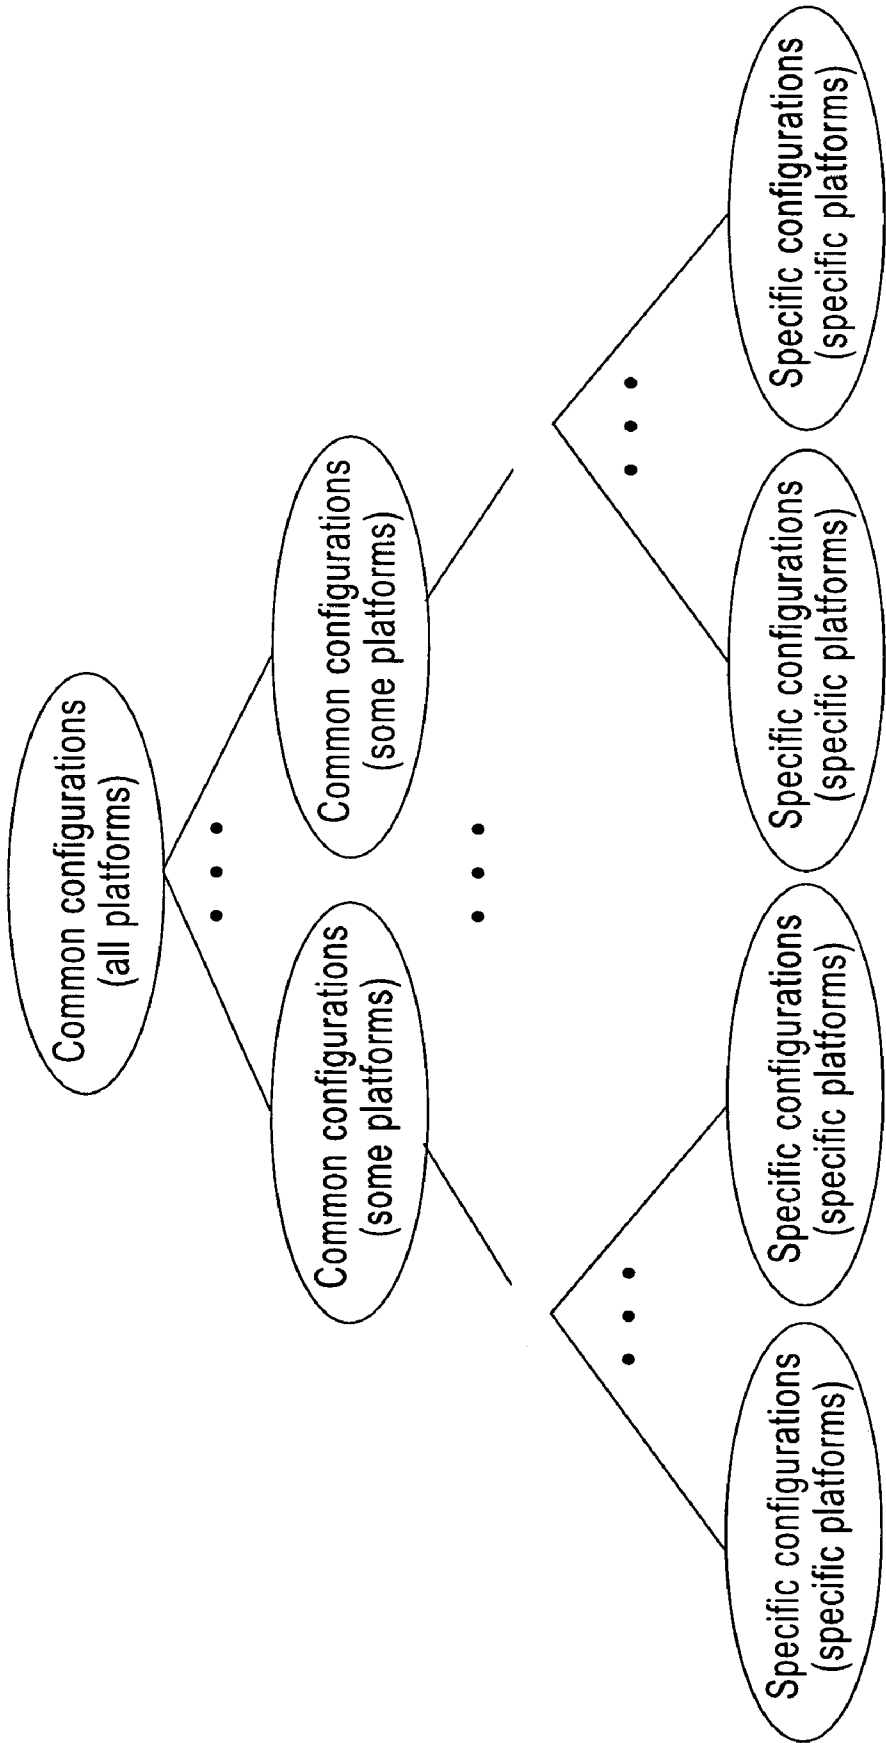 Common configurations
(all platforms)
Common configurations
(some platforms)
Common configurations
(some platforms)
Specific configurations
(specific platforms)
Specific configurations
(specific platforms)
Specific configurations
(specific platforms)
Specific configurations
(specific platforms)